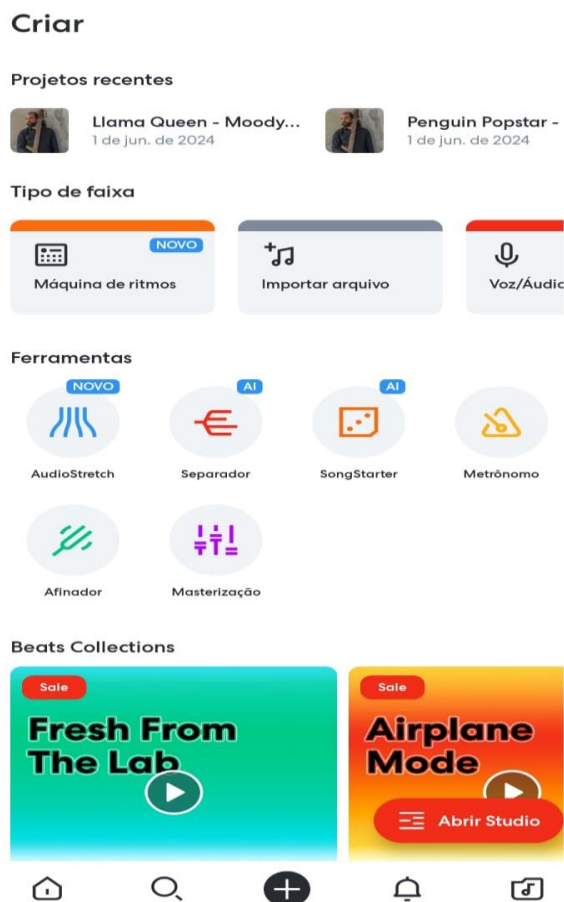 Criar
Projetos recentes
Llama Queen - Moody...
1 de jun. de 2024
Penguin Popstar -
1 de jun. de 2024
Tipo de faixa
NOVO
Máquina de ritmos
Importar arquivo
Voz/Áudio
Ferramentas
NOVO
AudioStretch
AI
Separador
AI
SongStarter
Metrônomo
Afinador
Masterização
Beats Collections
Sale
Fresh From
The Lab
Sale
Airplane
Mode
Abrir Studio